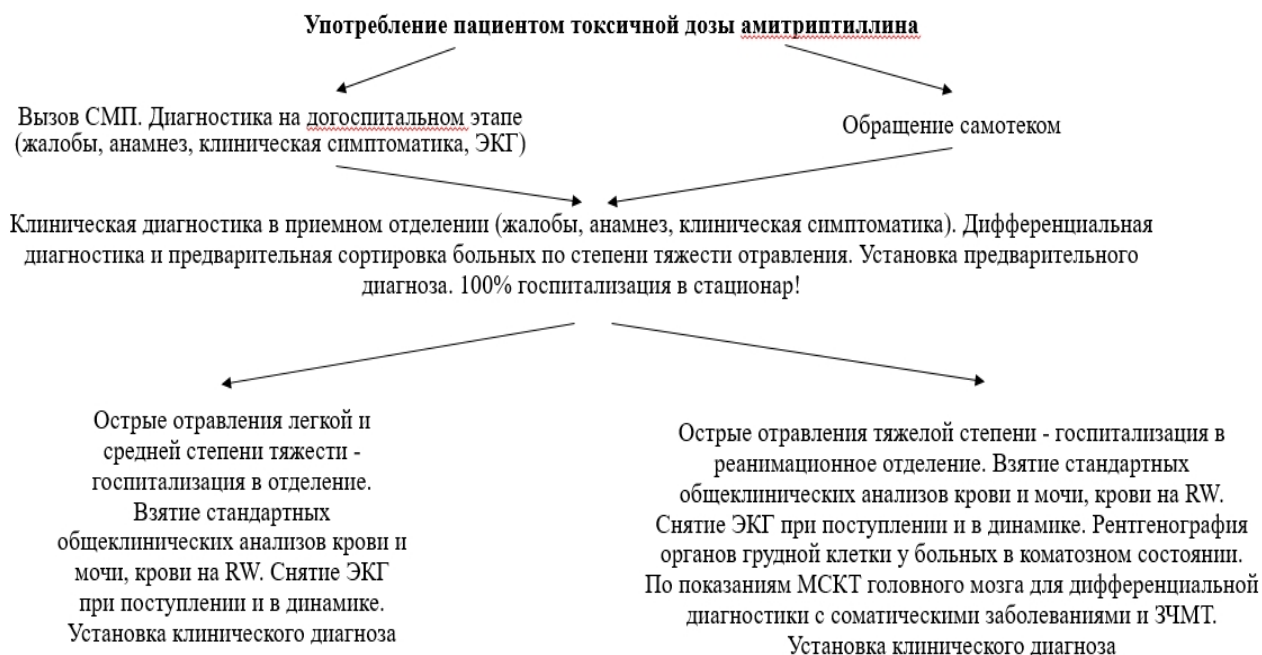 Употребление пациентом токсичной дозы амитриптиллина
Вызов СМП. Диагностика на догоспитальном этапе
(жалобы, анамнез, клиническая симптоматика, ЭКГ)
Обращение самотеком
Клиническая диагностика в приемном отделении (жалобы, анамнез, клиническая симптоматика). Дифференциальная
диагностика и предварительная сортировка больных по степени тяжести отравления. Установка предварительного
диагноза. 100% госпитализация в стационар!
Острые отравления легкой и
средней степени тяжести -
госпитализация в отделение.
Взятие стандартных
общеклинических анализов крови и
мочи, крови на RW. Снятие ЭКГ
при поступлении и в динамике.
Установка клинического диагноза
Острые отравления тяжелой степени - госпитализация в
реанимационное отделение. Взятие стандартных
общеклинических анализов крови и мочи, крови на RW.
Снятие ЭКГ при поступлении и в динамике. Рентгенография
органов грудной клетки у больных в коматозном состоянии.
По показаниям МСКТ головного мозга для дифференциальной
диагностики с соматическими заболеваниями и ЗЧМТ.
Установка клинического диагноза